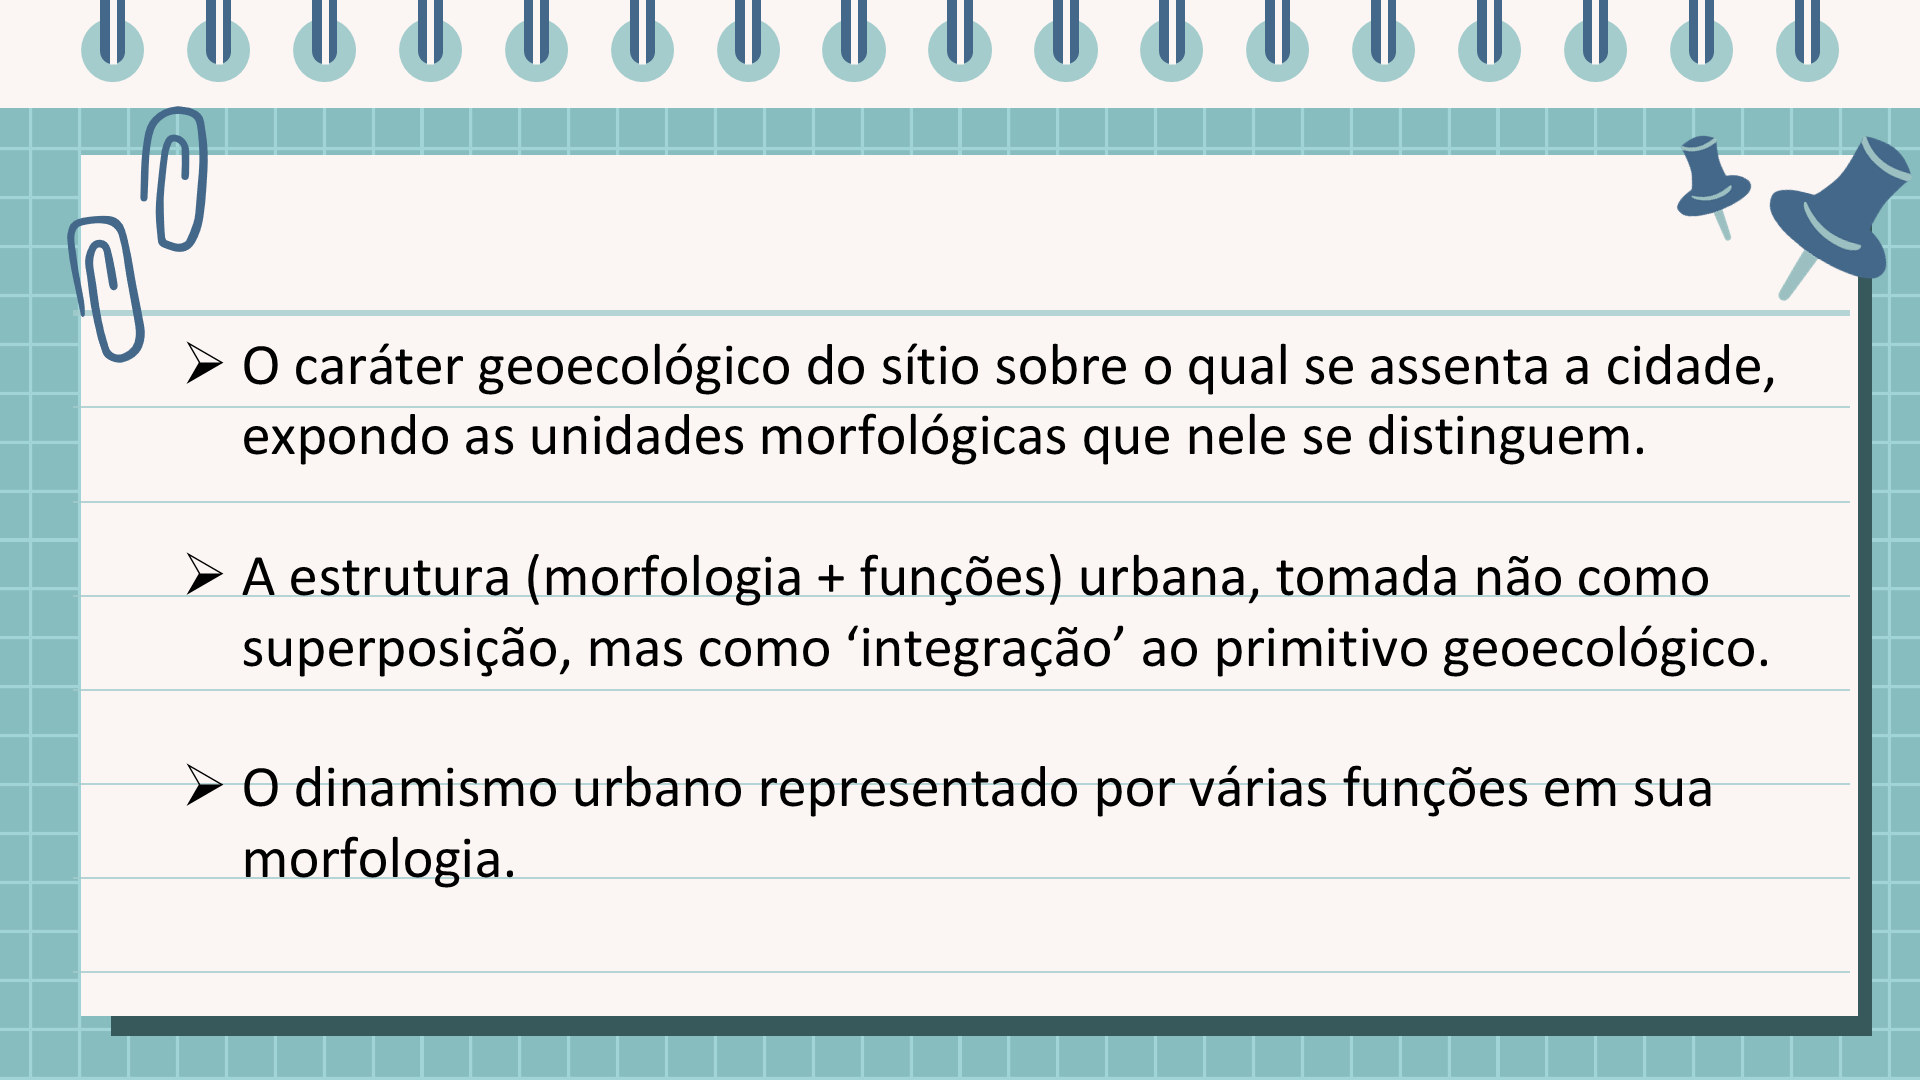 ➢ O caráter geoecológico do sítio sobre o qual se assenta a cidade,
expondo as unidades morfológicas que nele se distinguem.
➢ A estrutura (morfologia + funções) urbana, tomada não como
superposição, mas como ‘integração’ ao primitivo geoecológico.
➢ O dinamismo urbano representado por várias funções em sua
morfologia.